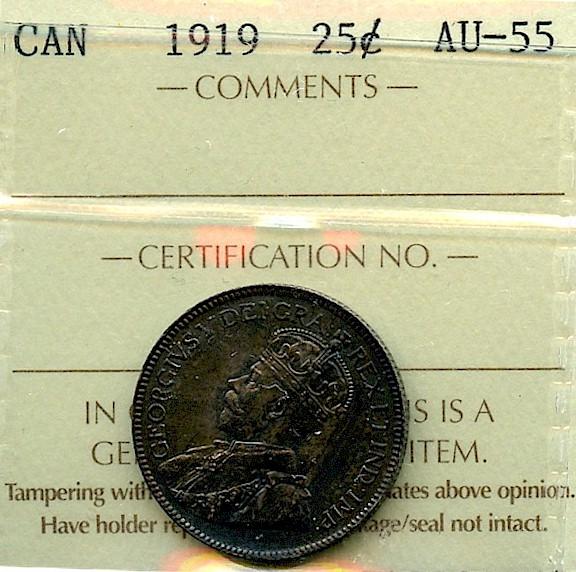 CAN 1919 25¢ AU-55
— COMMENTS —
— CERTIFICATION NO. —
GEORGIVS V DEI GRA: REX ET IND: IMP:
IN S IS A
GE ITEM.
Tampering with ates above opinion.
Have holder re age/seal not intact.